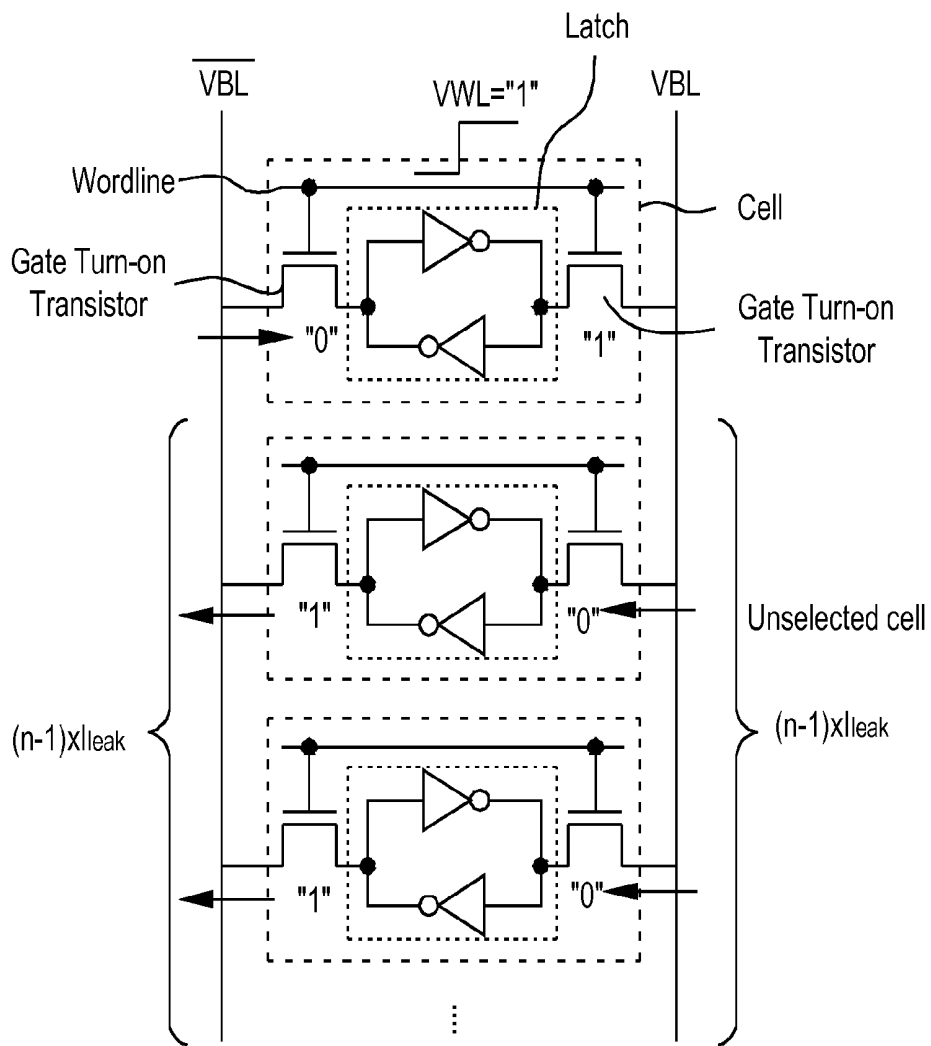 Latch
VBL
VWL="1"
VBL
Wordline
Cell
Gate Turn-on
Transistor
"0"
"1"
Gate Turn-on
Transistor
"1"
"0"
Unselected cell
(n-1)xIleak
(n-1)xIleak
"1"
"0"